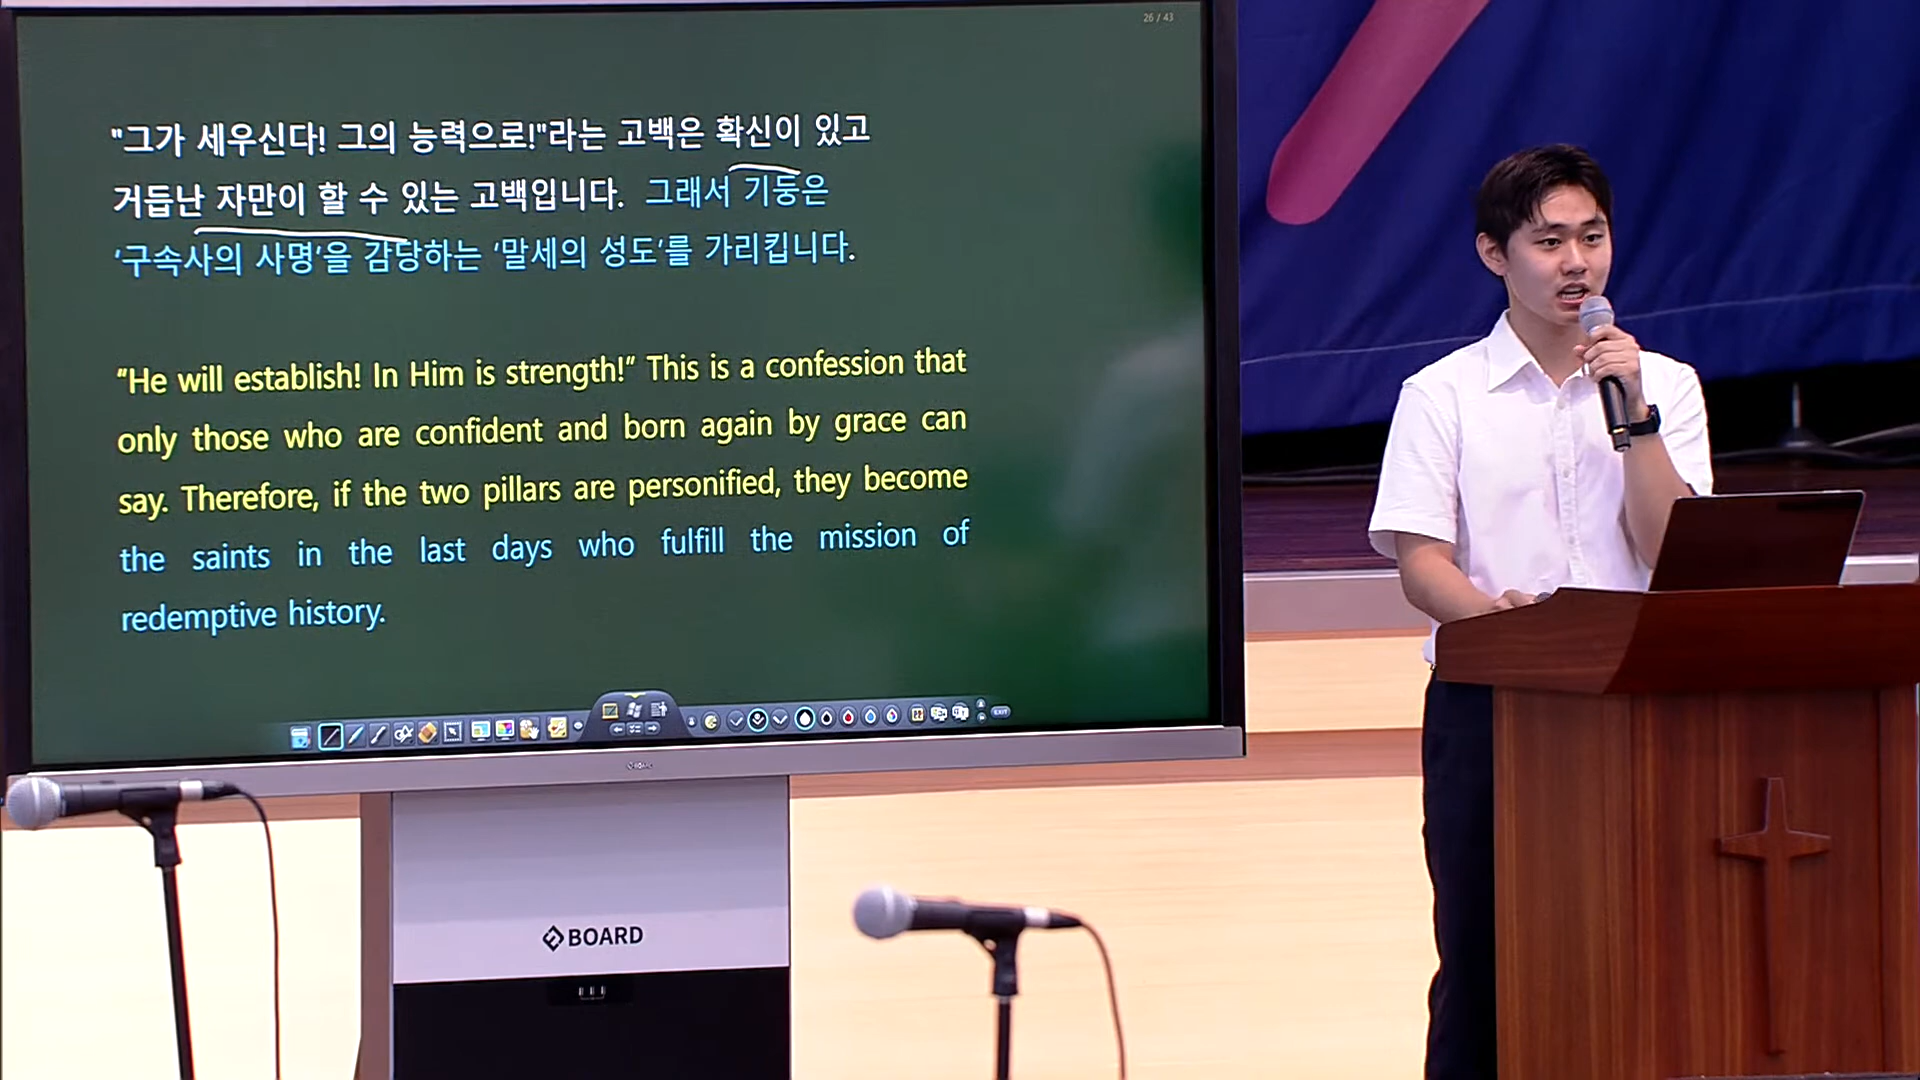 26 / 43
"그가 세우신다! 그의 능력으로!"라는 고백은 확신이 있고
거듭난 자만이 할 수 있는 고백입니다. 그래서 기둥은
‘구속사의 사명’을 감당하는 ‘말세의 성도’를 가리킵니다.
“He will establish! In Him is strength!” This is a confession that
only those who are confident and born again by grace can
say. Therefore, if the two pillars are personified, they become
the saints in the last days who fulfill the mission of
redemptive history.
EXIT
BOARD